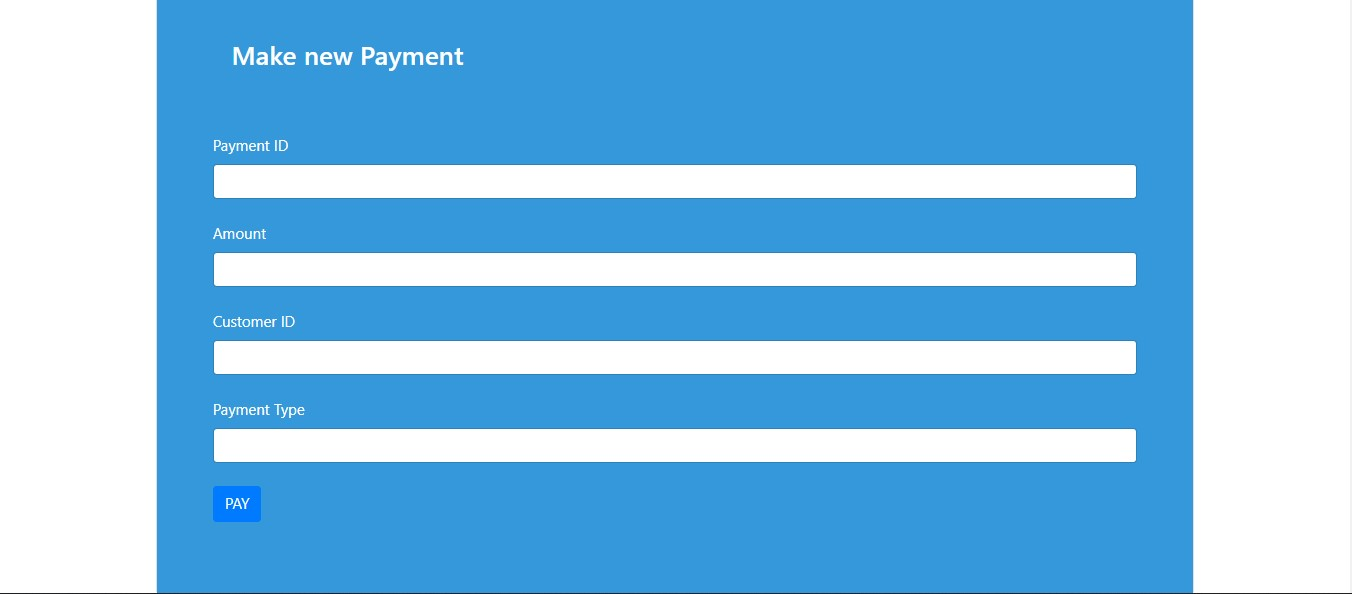 Make new Payment
Payment ID
Amount
Customer ID
Payment Type
PAY